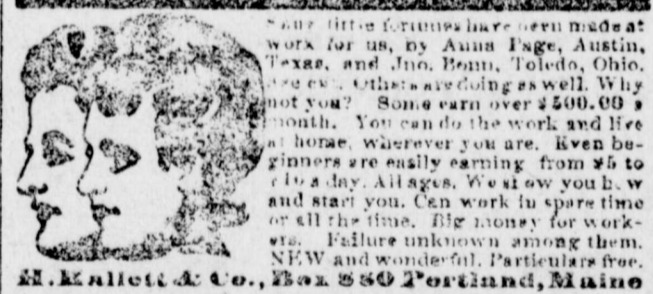 little fortunes have been made at
work for us, by Anna Page, Austin,
Texas, and Jno. Bonn, Toledo, Ohio.
See cut. Others are doing as well. Why
not you? Some earn over $500.00 a
month. You can do the work and live
at home, wherever you are. Even be-
ginners are easily earning from $5 to
$10 a day. All ages. We show you how
and start you. Can work in spare time
or all the time. Big money for work-
ers. Failure unknown among them.
NEW and wonderful. Particulars free.
H. Hallett & Co., Box 880 Portland, Maine